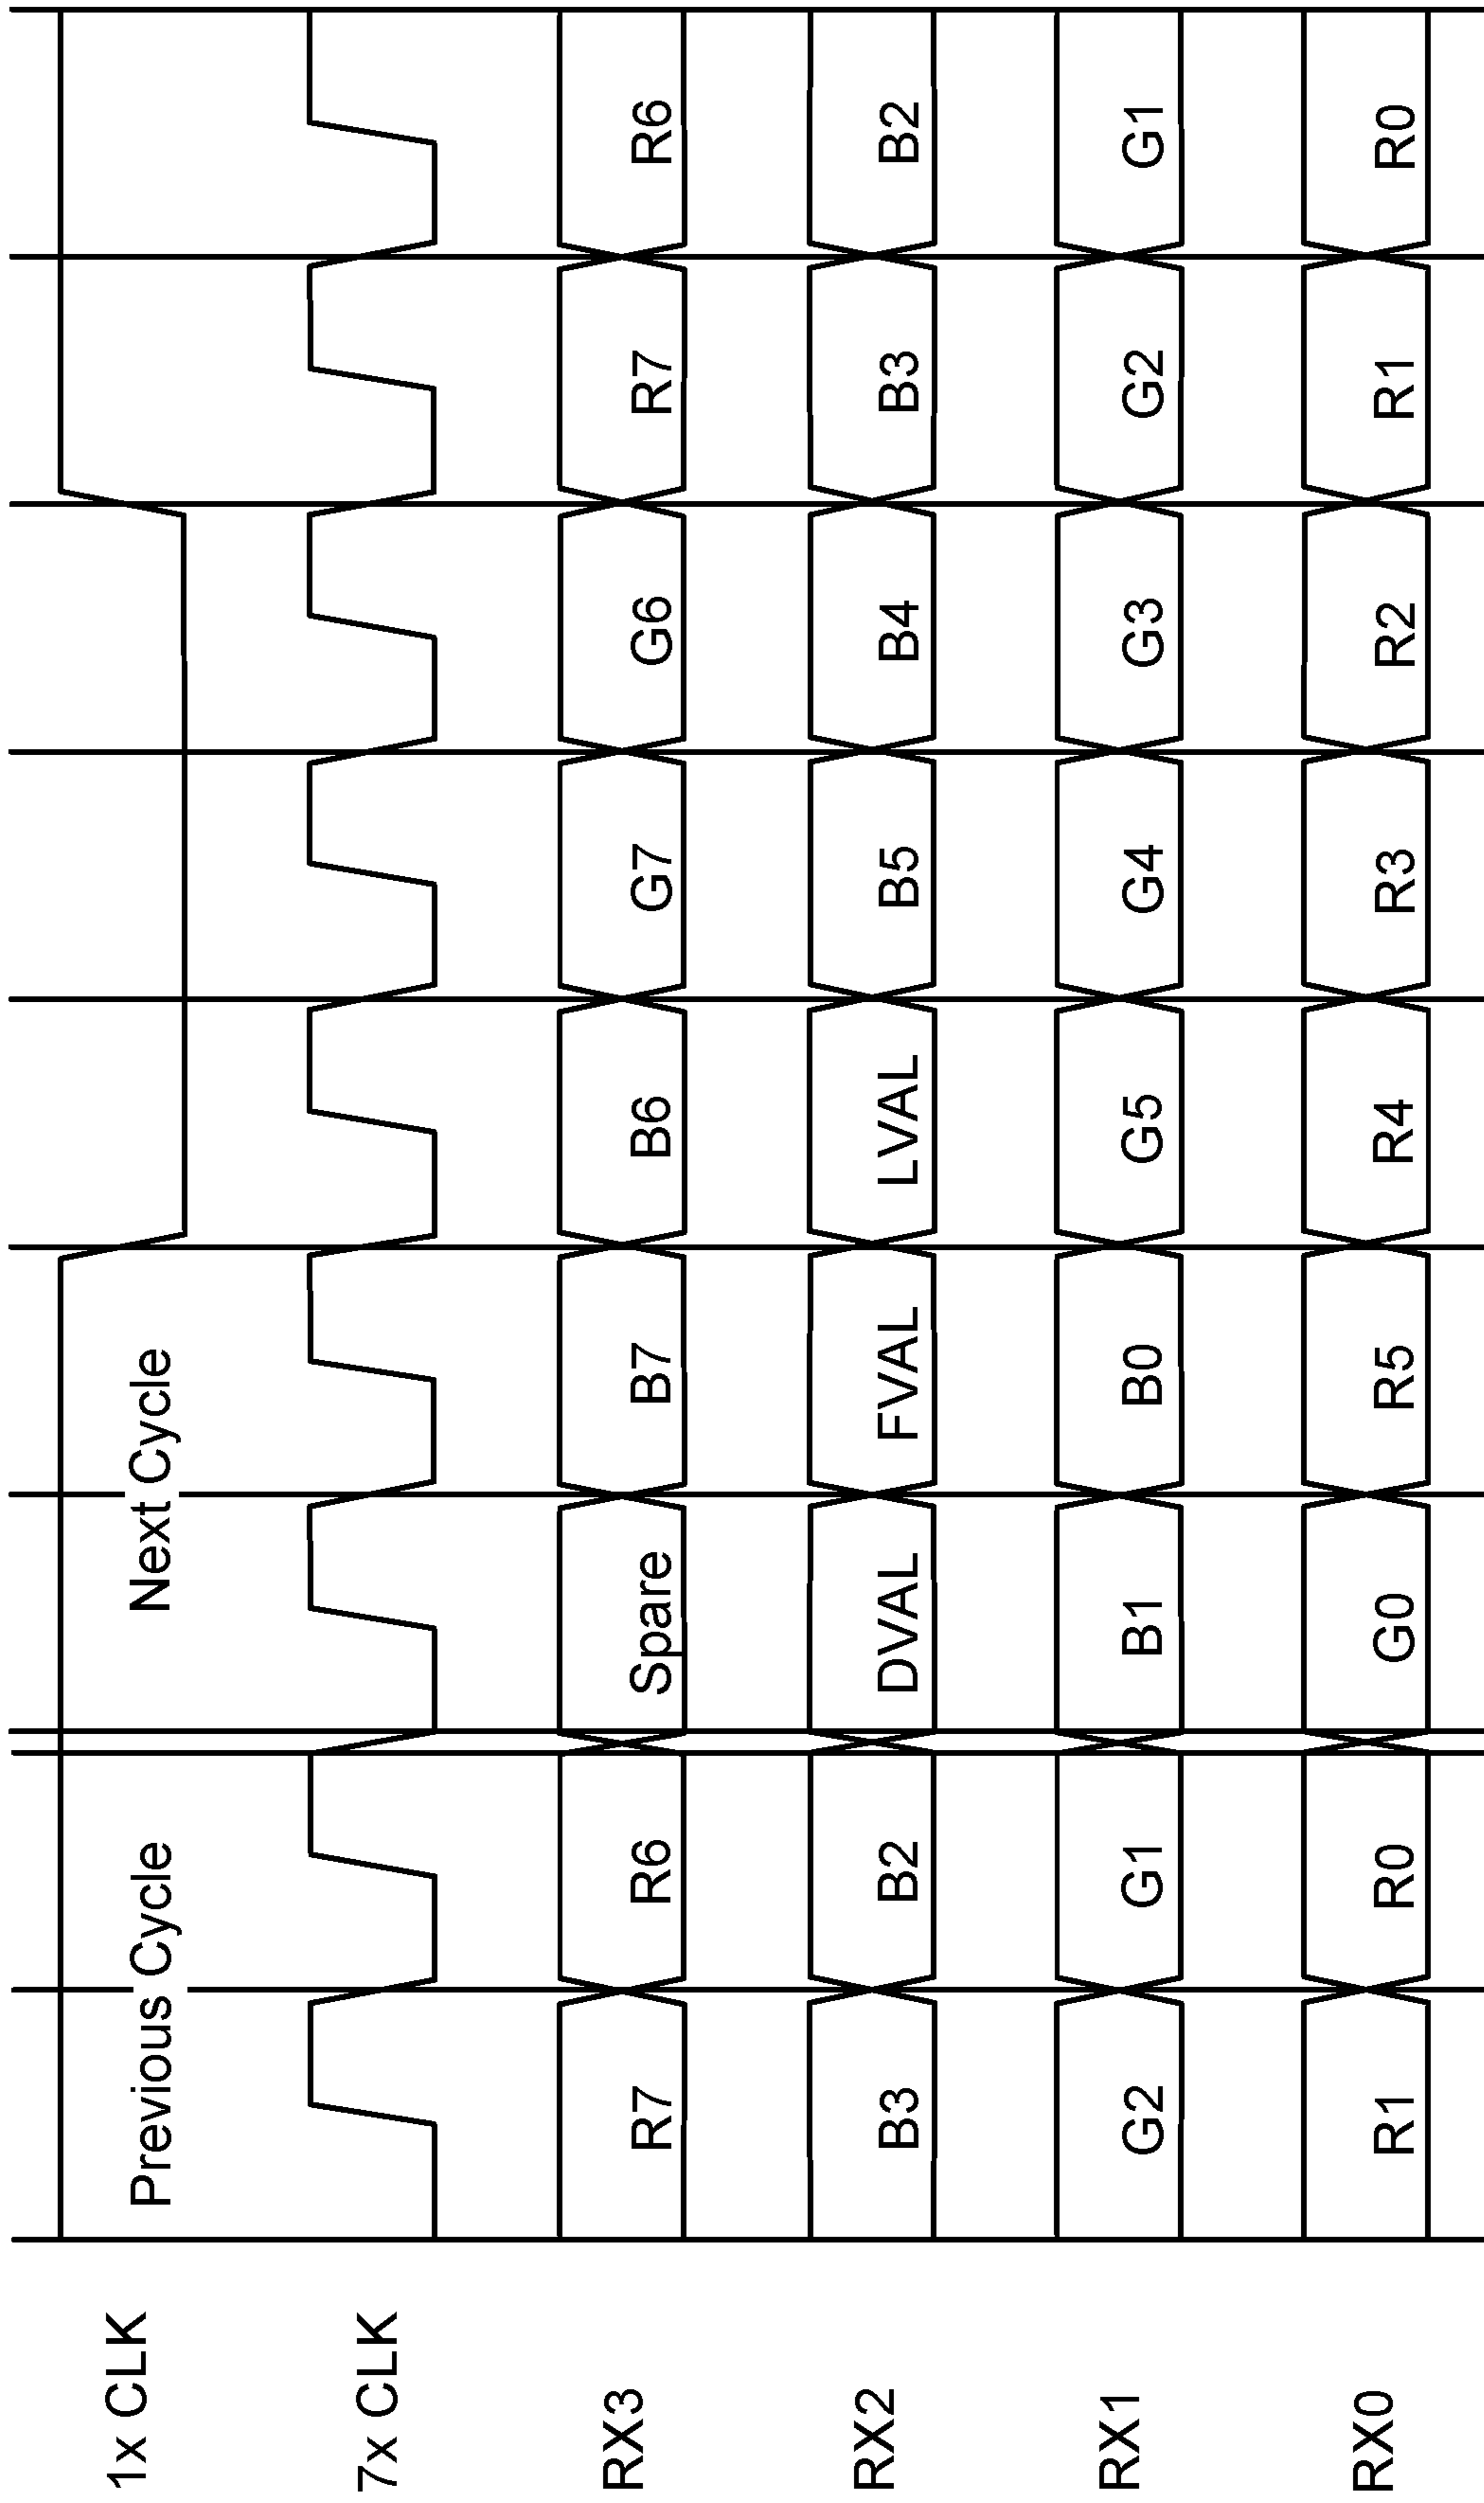 1x CLK Previous Cycle Next Cycle
7x CLK
RX3 R7 R6 Spare B7 B6 G7 G6 R7 R6
RX2 B3 B2 DVAL FVAL LVAL B5 B4 B3 B2
RX1 G2 G1 B1 B0 G5 G4 G3 G2 G1
RX0 R1 R0 G0 R5 R4 R3 R2 R1 R0